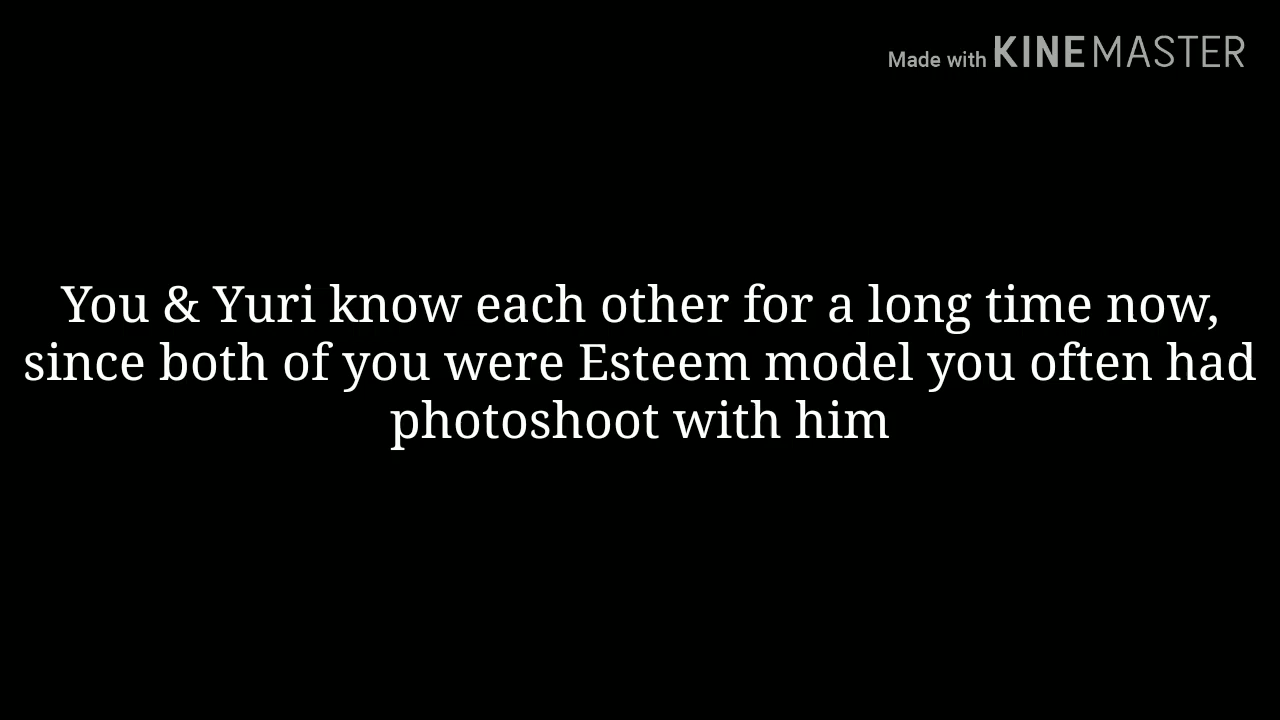 Made with KINEMASTER
You & Yuri know each other for a long time now,
since both of you were Esteem model you often had
photoshoot with him